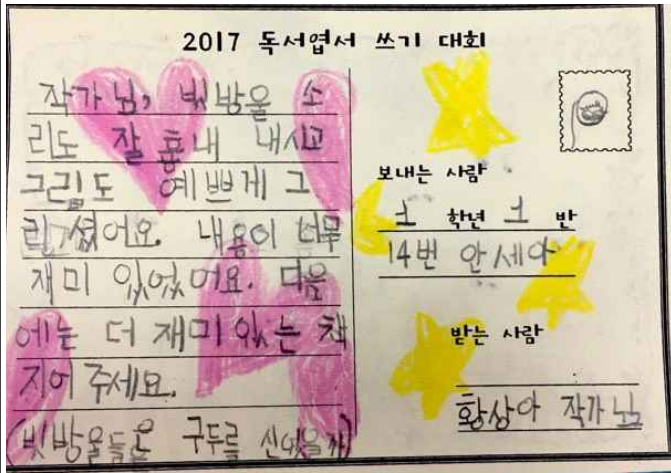 2017 독서엽서 쓰기 대회
작가님, 빗방울 소
리도 잘 흉내 내시고
그림도 예쁘게 그
리셨어요. 내용이 너무
재미 있었어요. 다음
에는 더 재미있는 책
지어 주세요.
(빗방울들은 구두를 신었을까)
보내는 사람
1 학년 1 반
14번 안세아
받는 사람
황상아 작가님